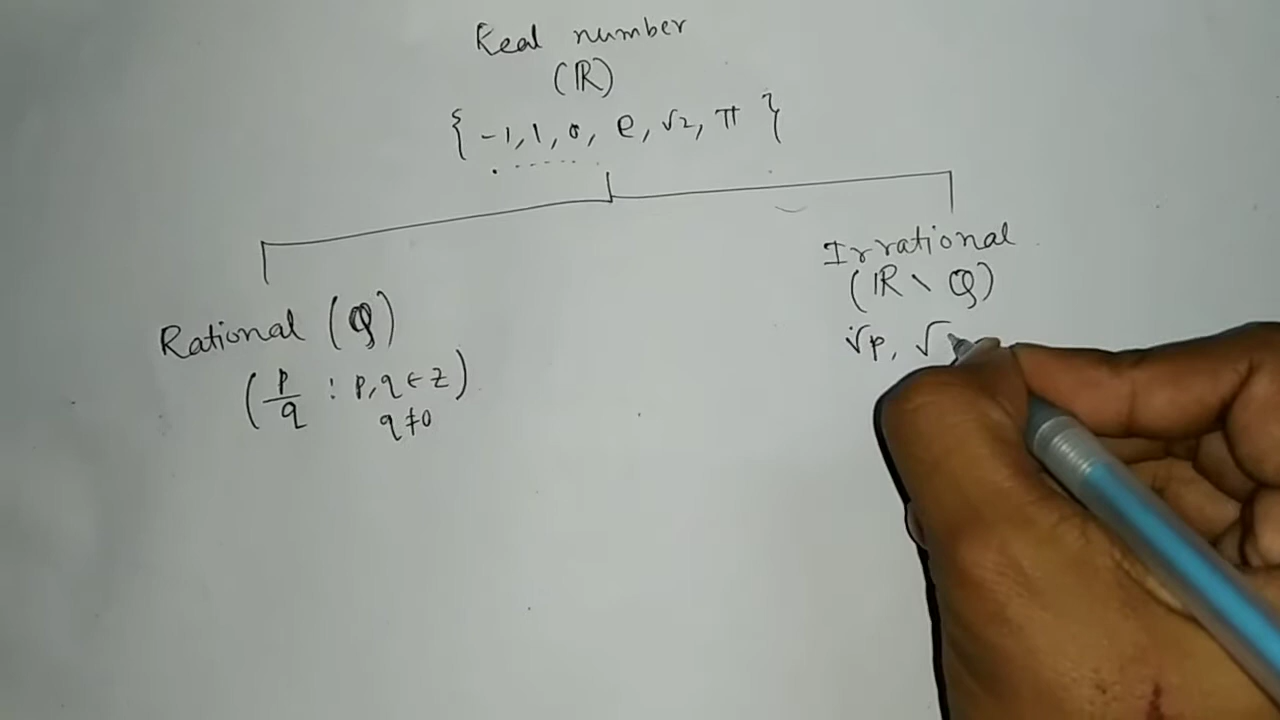 Real number
(ℝ)
{ -1, 1, 0, e, √2, π }
Irrational
(ℝ \ ℚ)
Rational (ℚ)
√p, √
(p/q : p, q ∈ z)
q ≠ 0